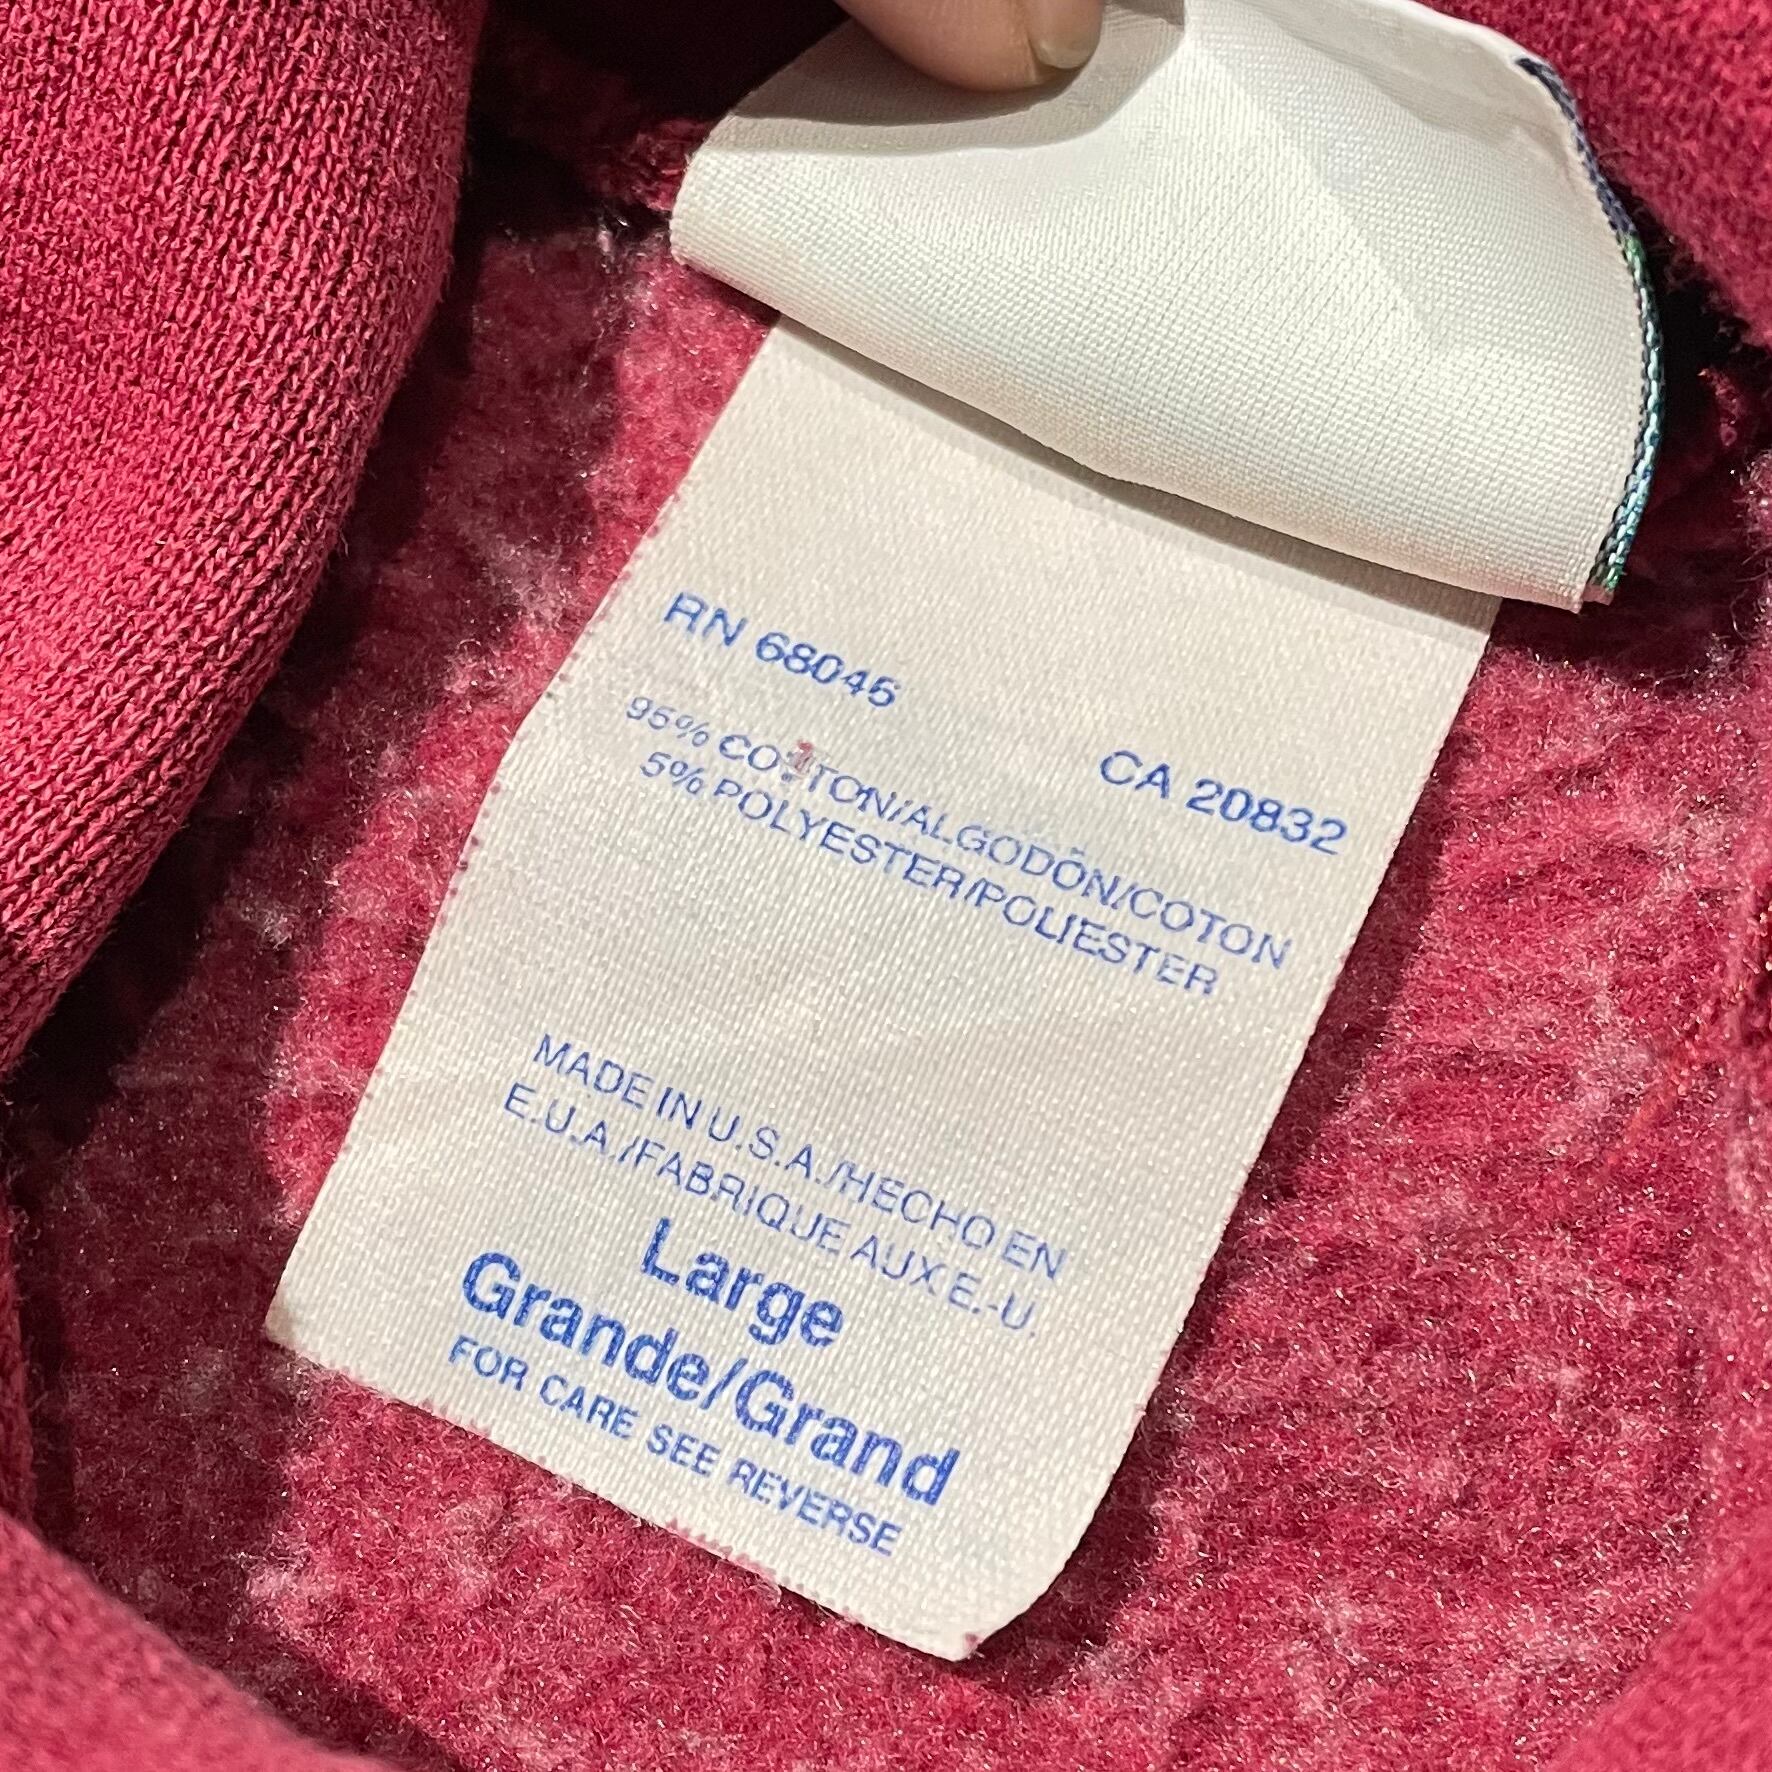 RN 68045
CA 20832
95% COTTON/ALGODÓN/COTON
5% POLYESTER/POLIESTER
MADE IN U.S.A./HECHO EN
E.U.A./FABRIQUE AUX E.-U.
Large
Grande/Grand
FOR CARE SEE REVERSE